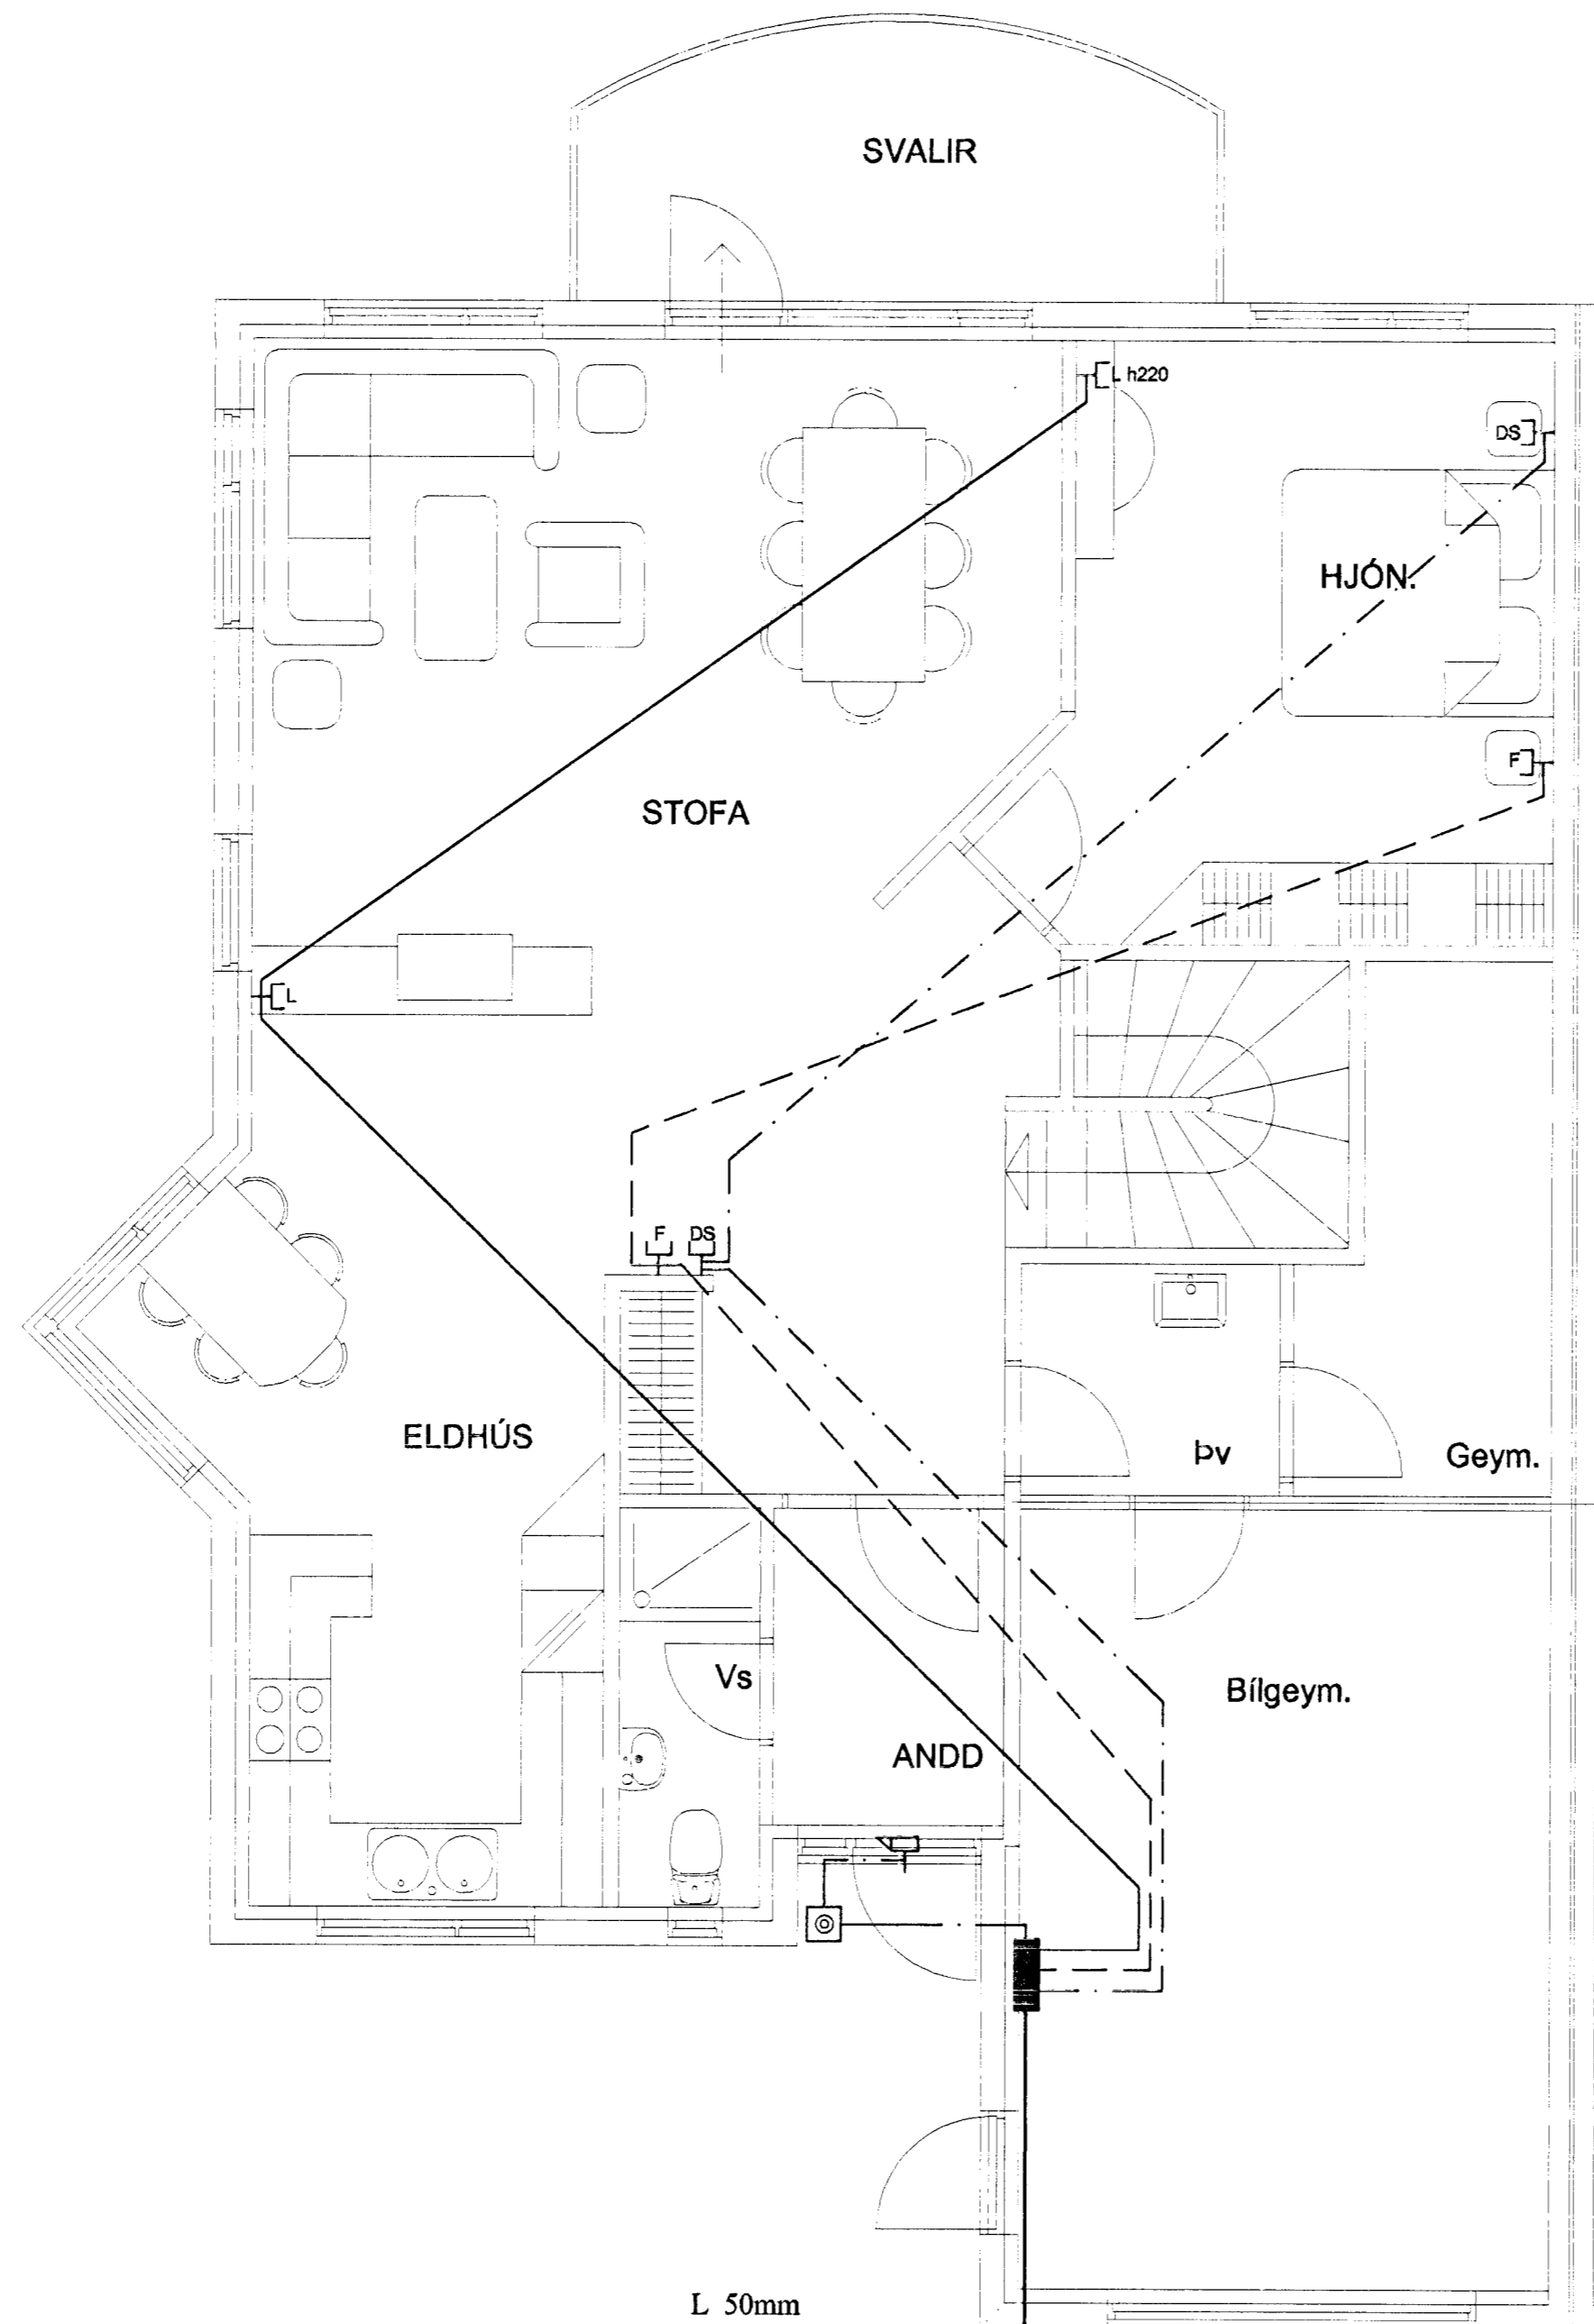 SVALIR
L h220
DS
HJÓN.
F
STOFA
L
F DS
ELDHÚS
Þv
Geym.
Vs
Bílgeym.
ANDD
L 50mm